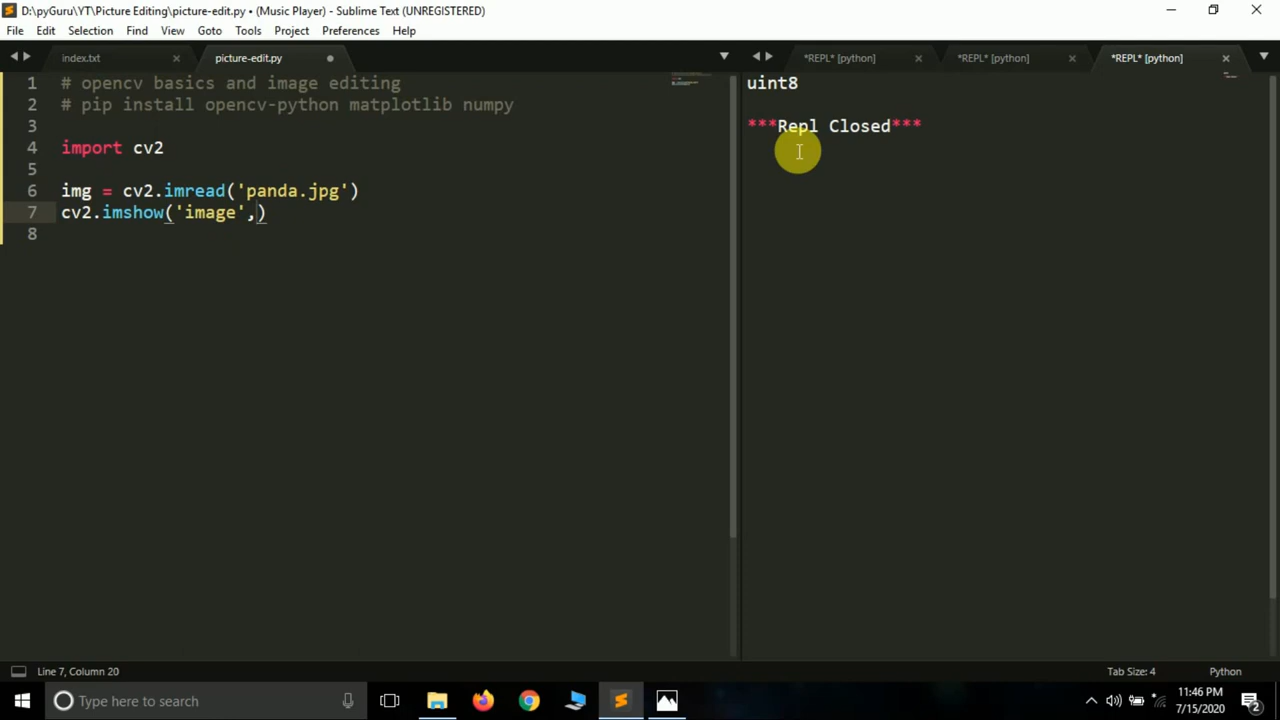 D:\pyGuru\YT\Picture Editing\picture-edit.py • (Music Player) - Sublime Text (UNREGISTERED)
File Edit Selection Find View Goto Tools Project Preferences Help
index.txt picture-edit.py *REPL* [python] *REPL* [python] *REPL* [python]
1 # opencv basics and image editing
2 # pip install opencv-python matplotlib numpy
3
4 import cv2
5
6 img = cv2.imread('panda.jpg')
7 cv2.imshow('image',)
8
uint8
***Repl Closed***
Line 7, Column 20 Tab Size: 4 Python
Type here to search
11:46 PM
7/15/2020
2